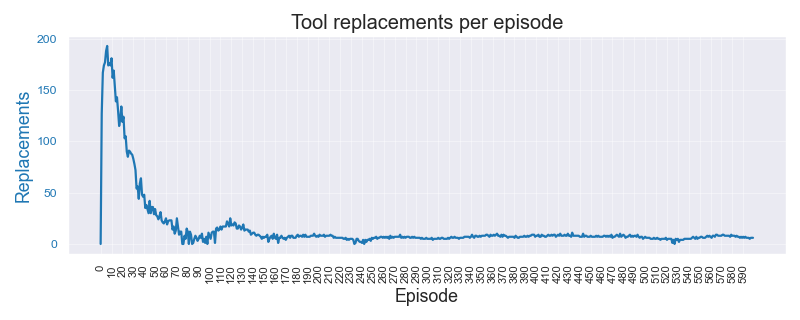 Tool replacements per episode
Replacements
200
150
100
50
0
0 10 20 30 40 50 60 70 80 90 100 110 120 130 140 150 160 170 180 190 200 210 220 230 240 250 260 270 280 290 300 310 320 330 340 350 360 370 380 390 400 410 420 430 440 450 460 470 480 490 500 510 520 530 540 550 560 570 580 590
Episode